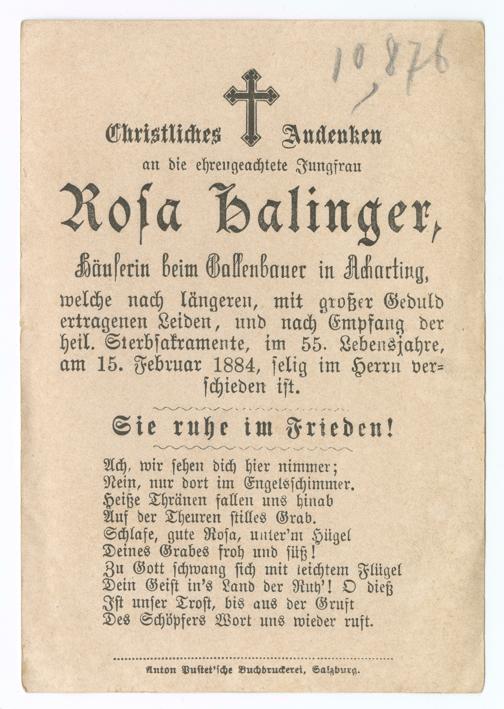 10,876
Christliches Andenken
an die ehrengeachtete Jungfrau
Rosa Halinger,
Häuserin beim Gassenbauer in Acharting,
welche nach längeren, mit großer Geduld
ertragenen Leiden, und nach Empfang der
heil. Sterbsakramente, im 55. Lebensjahre,
am 15. Februar 1884, selig im Herrn ver-
schieden ist.
Sie ruhe im Frieden!
Ach, wir sehen dich hier nimmer;
Nein, nur dort im Engelsschimmer.
Heiße Thränen fallen uns hinab
Auf der Theuren stilles Grab.
Schlafe, gute Rosa, unter'm Hügel
Deines Grabes froh und süß!
Zu Gott schwang sich mit leichtem Flügel
Dein Geist in's Land der Ruh'! O dieß
Ist unser Trost, bis aus der Gruft
Des Schöpfers Wort uns wieder ruft.
Anton Pustet'sche Buchdruckerei, Salzburg.